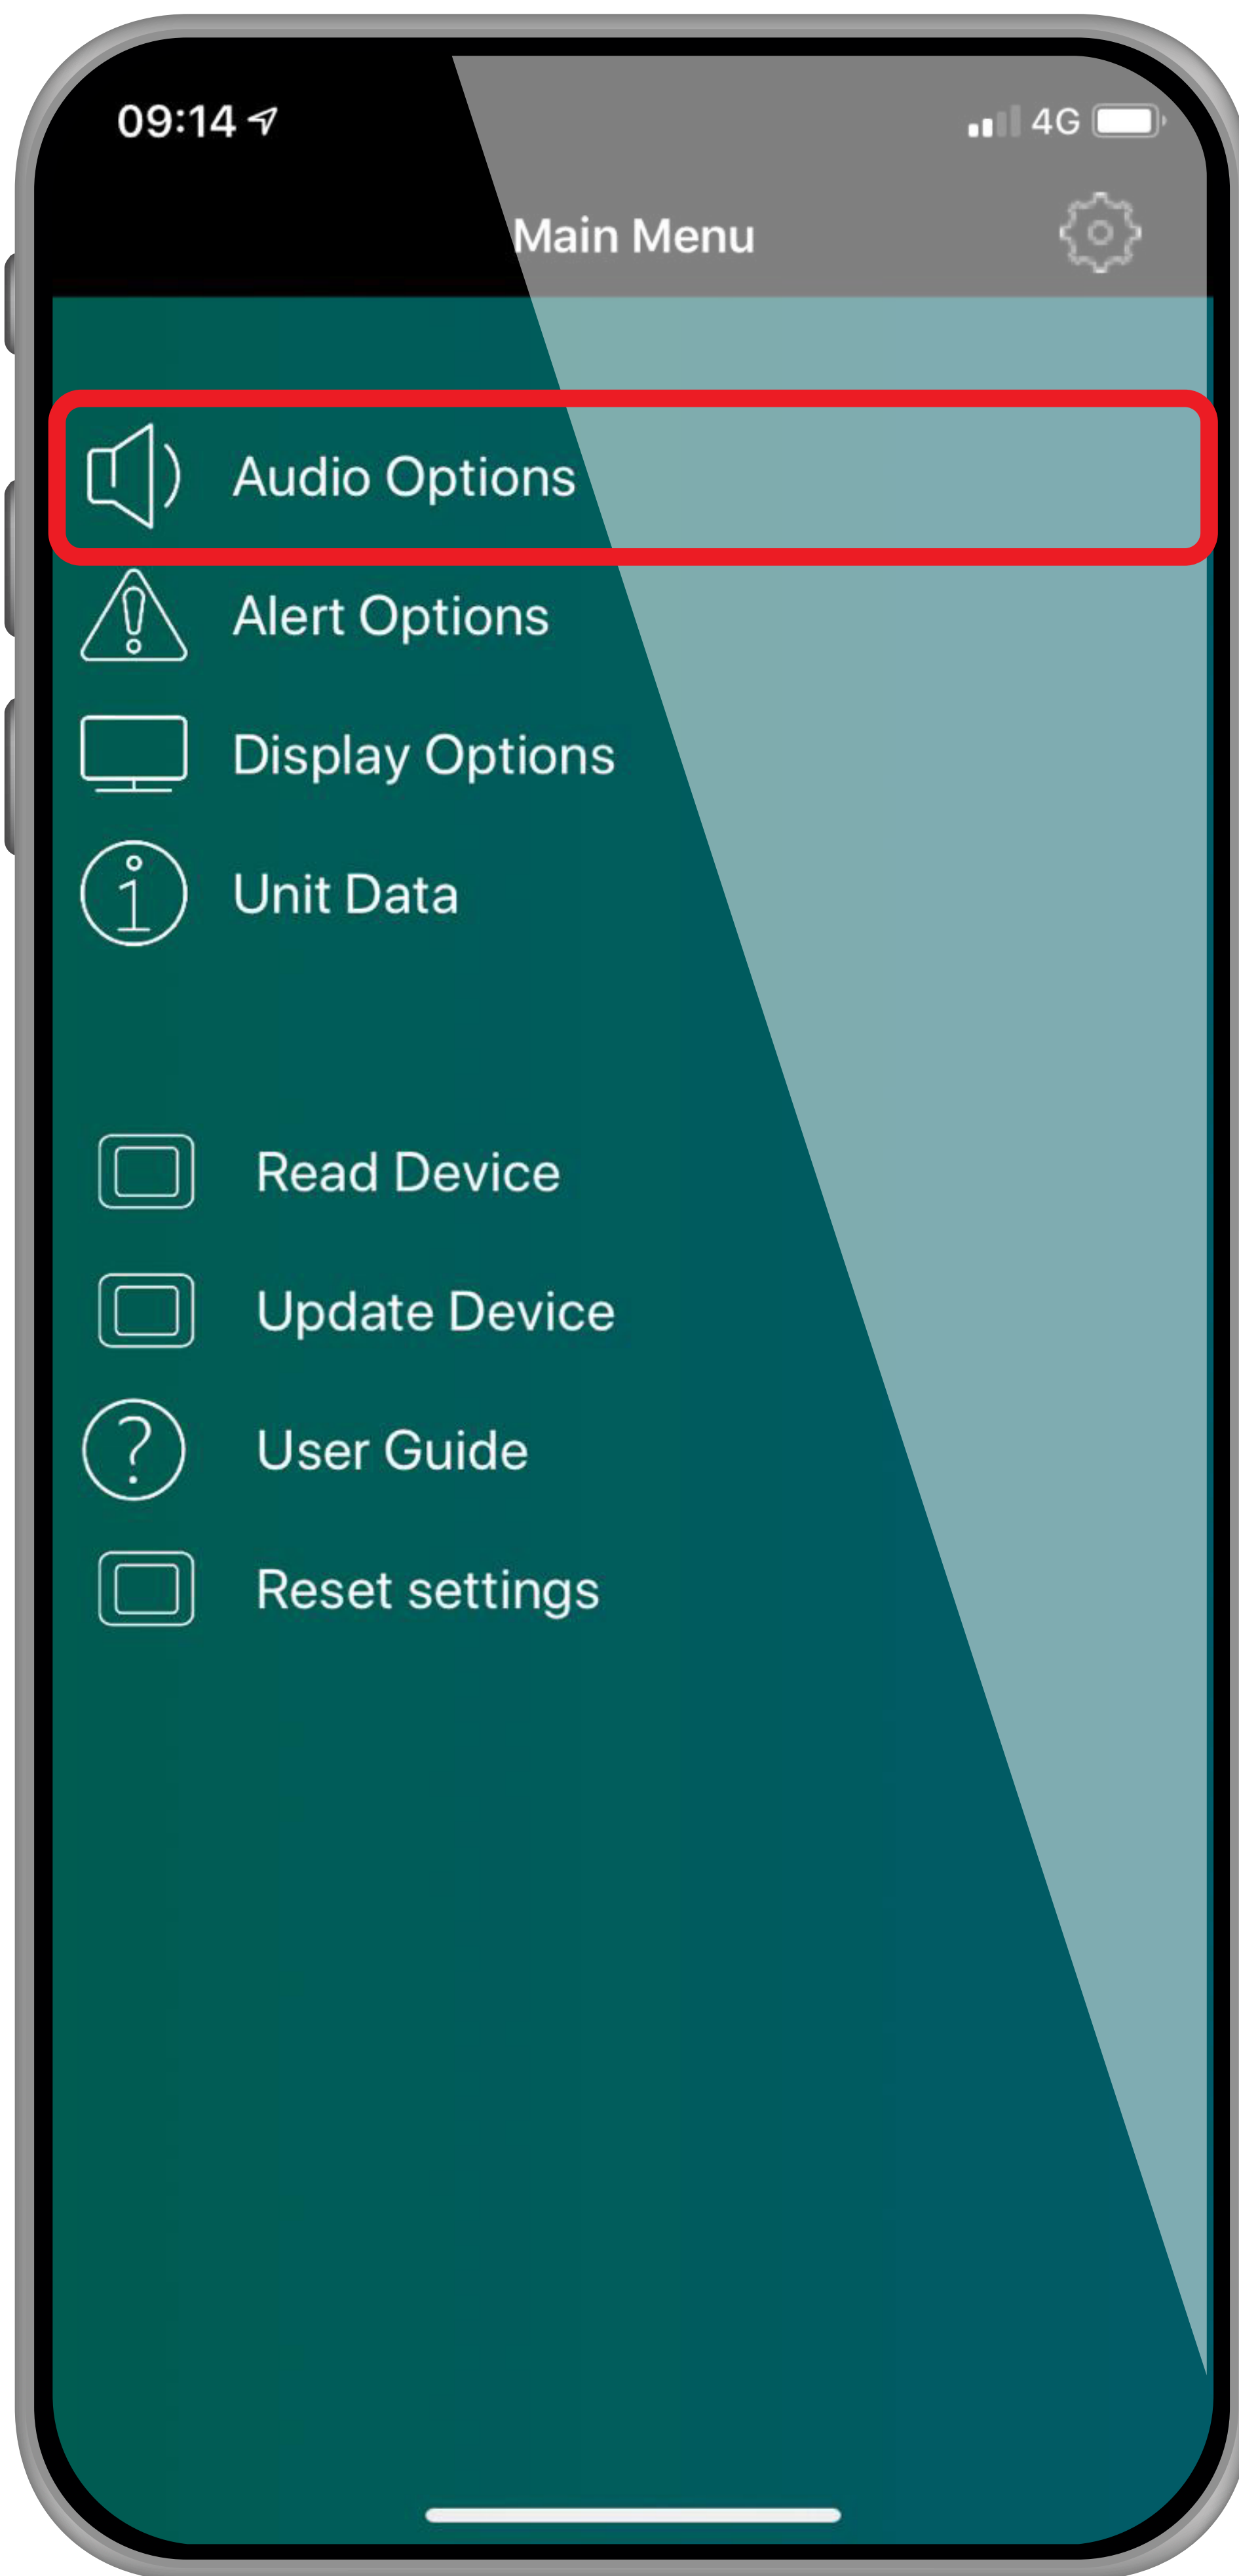 09:14
4G
Main Menu
Audio Options
Alert Options
Display Options
Unit Data
Read Device
Update Device
User Guide
Reset settings